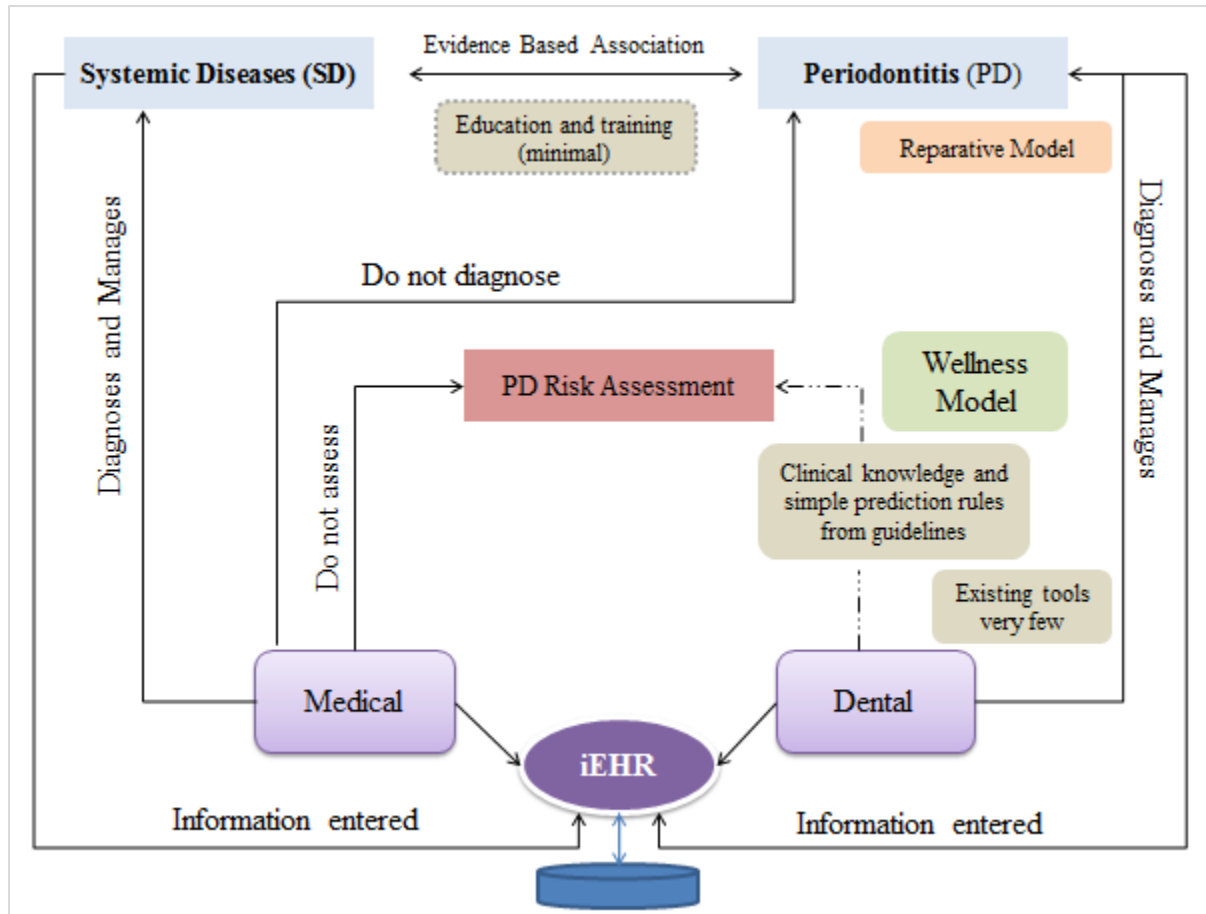 Evidence Based Association
Systemic Diseases (SD)
Periodontitis (PD)
Education and training
(minimal)
Reparative Model
Diagnoses and Manages
Diagnoses and Manages
Do not diagnose
Wellness
Model
PD Risk Assessment
Do not assess
Clinical knowledge and
simple prediction rules
from guidelines
Existing tools
very few
Medical
Dental
iEHR
Information entered
Information entered